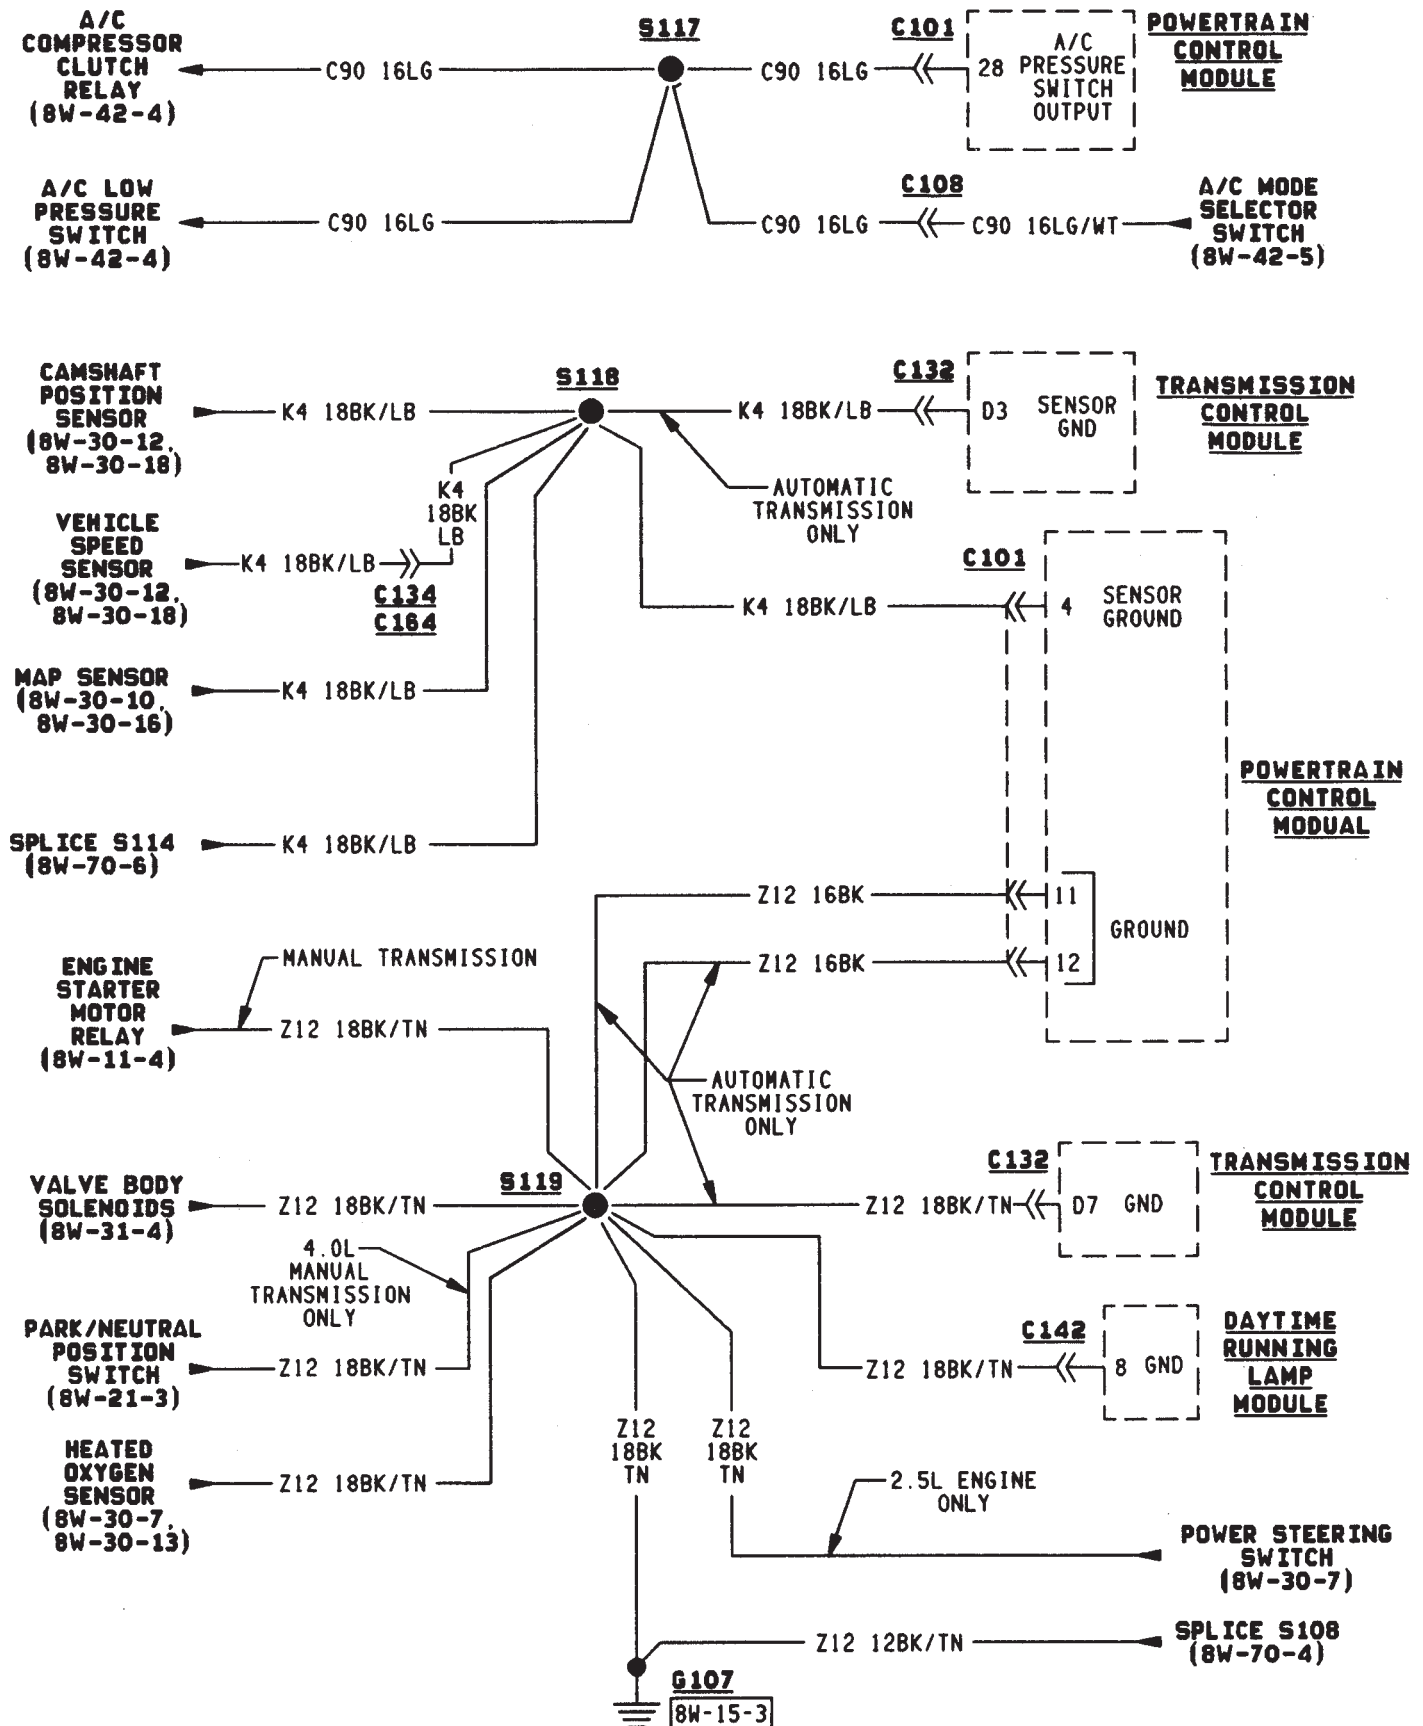 A/C
COMPRESSOR
CLUTCH
RELAY
(8W-42-4)
C90 16LG
S117
C90 16LG
C101
28
A/C
PRESSURE
SWITCH
OUTPUT
POWERTRAIN
CONTROL
MODULE
A/C LOW
PRESSURE
SWITCH
(8W-42-4)
C90 16LG
C90 16LG
C108
C90 16LG/WT
A/C MODE
SELECTOR
SWITCH
(8W-42-5)
CAMSHAFT
POSITION
SENSOR
(8W-30-12,
8W-30-18)
K4 18BK/LB
S118
K4 18BK/LB
C132
D3
SENSOR
GND
TRANSMISSION
CONTROL
MODULE
AUTOMATIC
TRANSMISSION
ONLY
K4
18BK
LB
VEHICLE
SPEED
SENSOR
(8W-30-12,
8W-30-18)
K4 18BK/LB
C134
C164
K4 18BK/LB
C101
4
SENSOR
GROUND
MAP SENSOR
(8W-30-10,
8W-30-16)
K4 18BK/LB
POWERTRAIN
CONTROL
MODUAL
SPLICE S114
(8W-70-6)
K4 18BK/LB
Z12 16BK
11
GROUND
Z12 16BK
12
MANUAL TRANSMISSION
ENGINE
STARTER
MOTOR
RELAY
(8W-11-4)
Z12 18BK/TN
AUTOMATIC
TRANSMISSION
ONLY
VALVE BODY
SOLENOIDS
(8W-31-4)
Z12 18BK/TN
S119
Z12 18BK/TN
C132
D7 GND
TRANSMISSION
CONTROL
MODULE
4.0L
MANUAL
TRANSMISSION
ONLY
PARK/NEUTRAL
POSITION
SWITCH
(8W-21-3)
Z12 18BK/TN
Z12 18BK/TN
C142
8 GND
DAYTIME
RUNNING
LAMP
MODULE
HEATED
OXYGEN
SENSOR
(8W-30-7,
8W-30-13)
Z12 18BK/TN
Z12
18BK
TN
Z12
18BK
TN
2.5L ENGINE
ONLY
POWER STEERING
SWITCH
(8W-30-7)
Z12 12BK/TN
SPLICE S108
(8W-70-4)
G107
8W-15-3